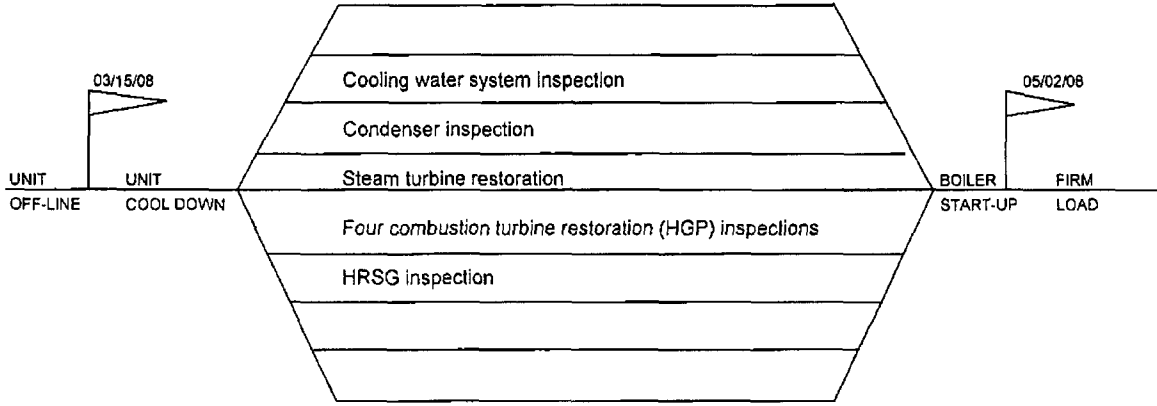 03/15/08
05/02/08
Cooling water system inspection
Condenser inspection
Steam turbine restoration
UNIT UNIT
OFF-LINE COOL DOWN
BOILER FIRM
START-UP LOAD
Four combustion turbine restoration (HGP) inspections
HRSG inspection